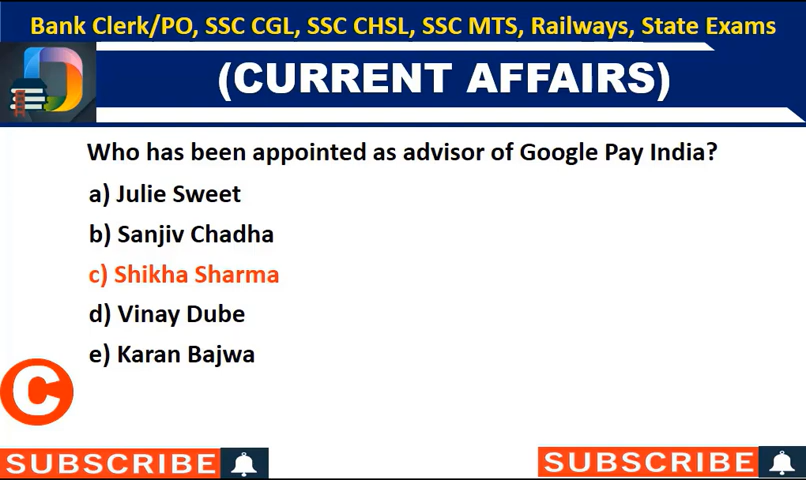 Bank Clerk/PO, SSC CGL, SSC CHSL, SSC MTS, Railways, State Exams
(CURRENT AFFAIRS)
Who has been appointed as advisor of Google Pay India?
a) Julie Sweet
b) Sanjiv Chadha
c) Shikha Sharma
d) Vinay Dube
e) Karan Bajwa
C
SUBSCRIBE SUBSCRIBE